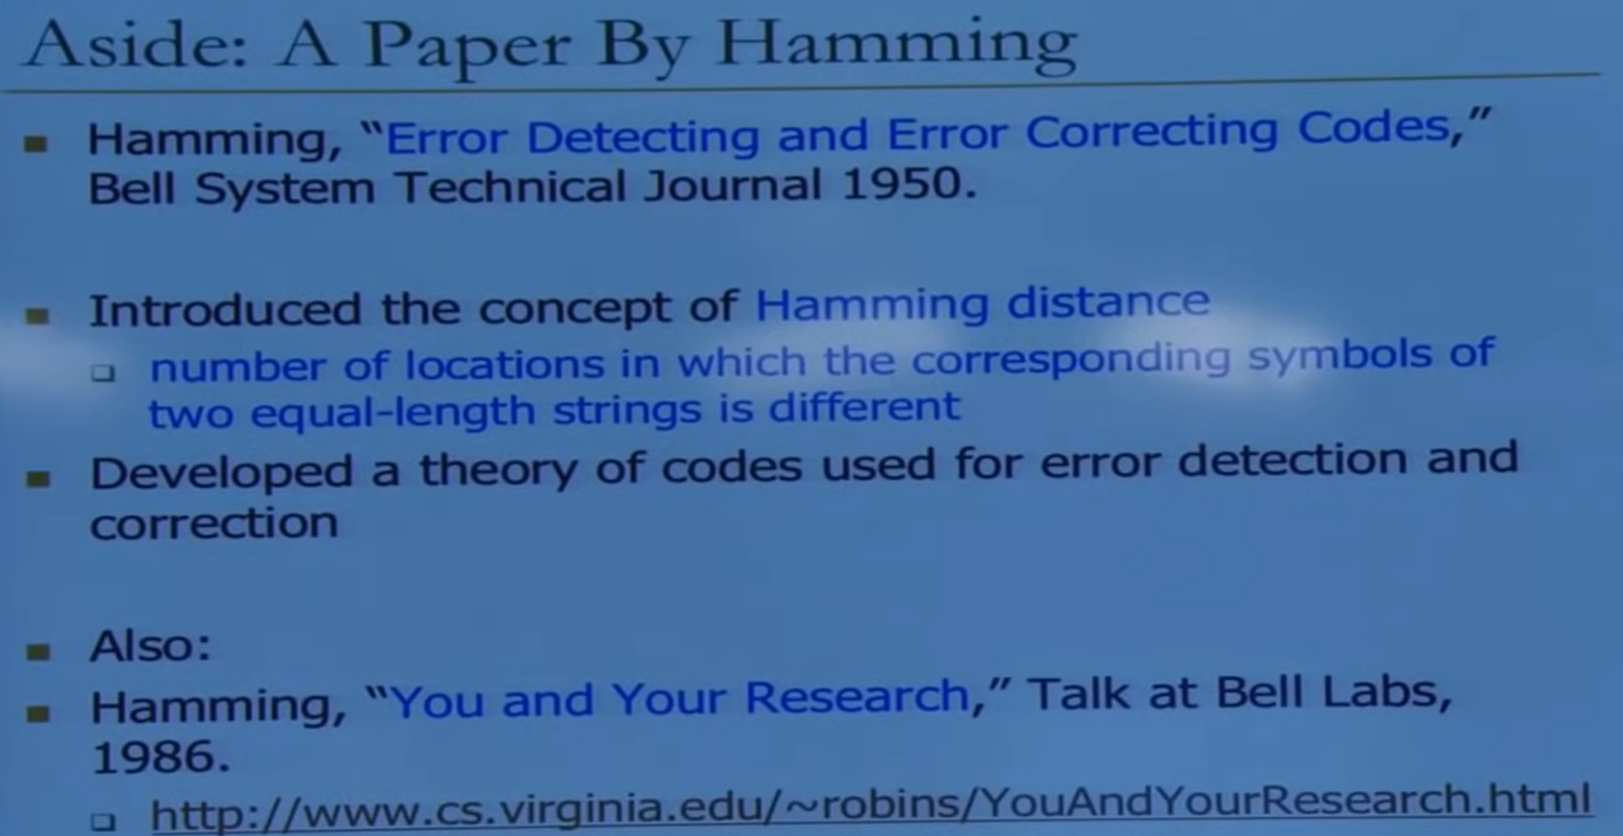 Aside: A Paper By Hamming
Hamming, “Error Detecting and Error Correcting Codes,”
Bell System Technical Journal 1950.
Introduced the concept of Hamming distance
number of locations in which the corresponding symbols of
two equal-length strings is different
Developed a theory of codes used for error detection and
correction
Also:
Hamming, “You and Your Research,” Talk at Bell Labs,
1986.
http://www.cs.virginia.edu/~robins/YouAndYourResearch.html